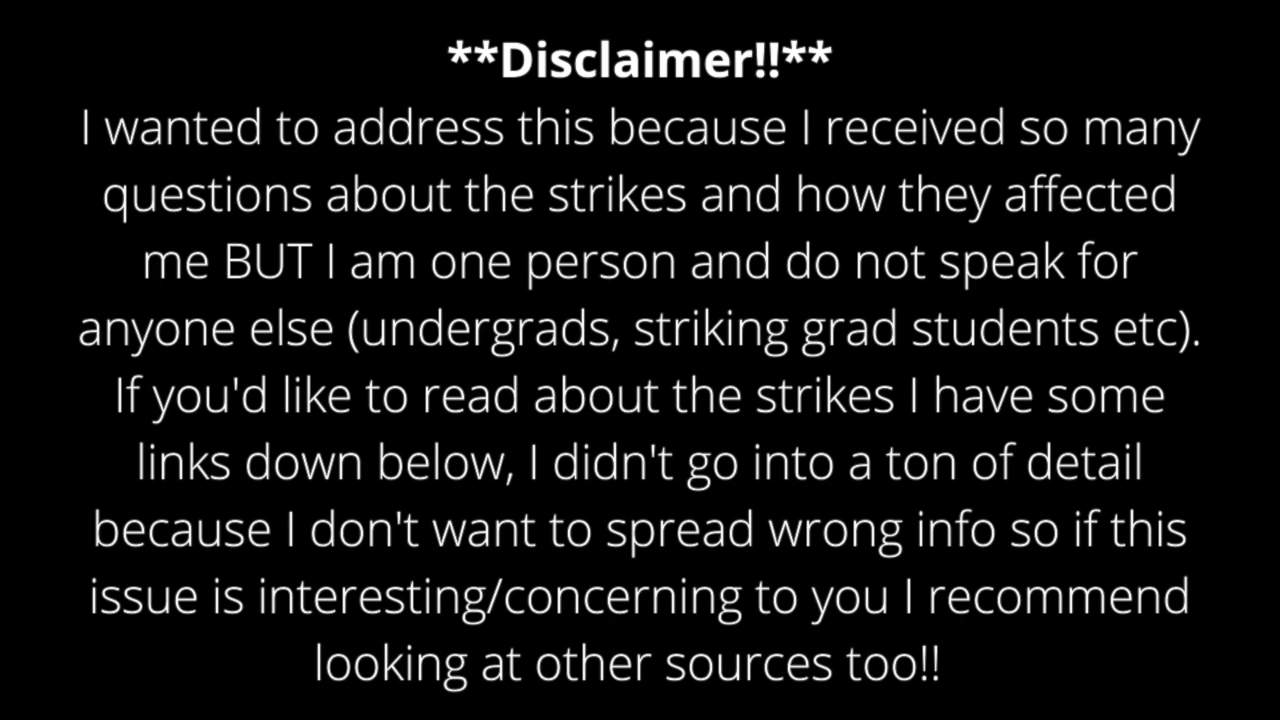 **Disclaimer!!**
I wanted to address this because I received so many
questions about the strikes and how they affected
me BUT I am one person and do not speak for
anyone else (undergrads, striking grad students etc).
If you'd like to read about the strikes I have some
links down below, I didn't go into a ton of detail
because I don't want to spread wrong info so if this
issue is interesting/concerning to you I recommend
looking at other sources too!!